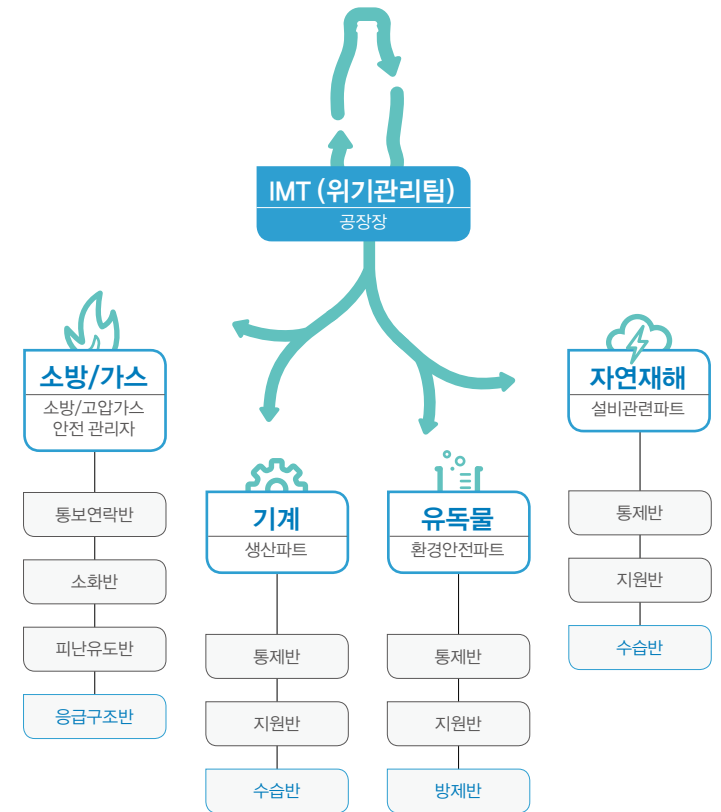 IMT (위기관리팀)
공장장
소방/가스
소방/고압가스
안전 관리자
통보연락반
소화반
피난유도반
응급구조반
기계
생산파트
통제반
지원반
수습반
유독물
환경안전파트
통제반
지원반
방제반
자연재해
설비관련파트
통제반
지원반
수습반